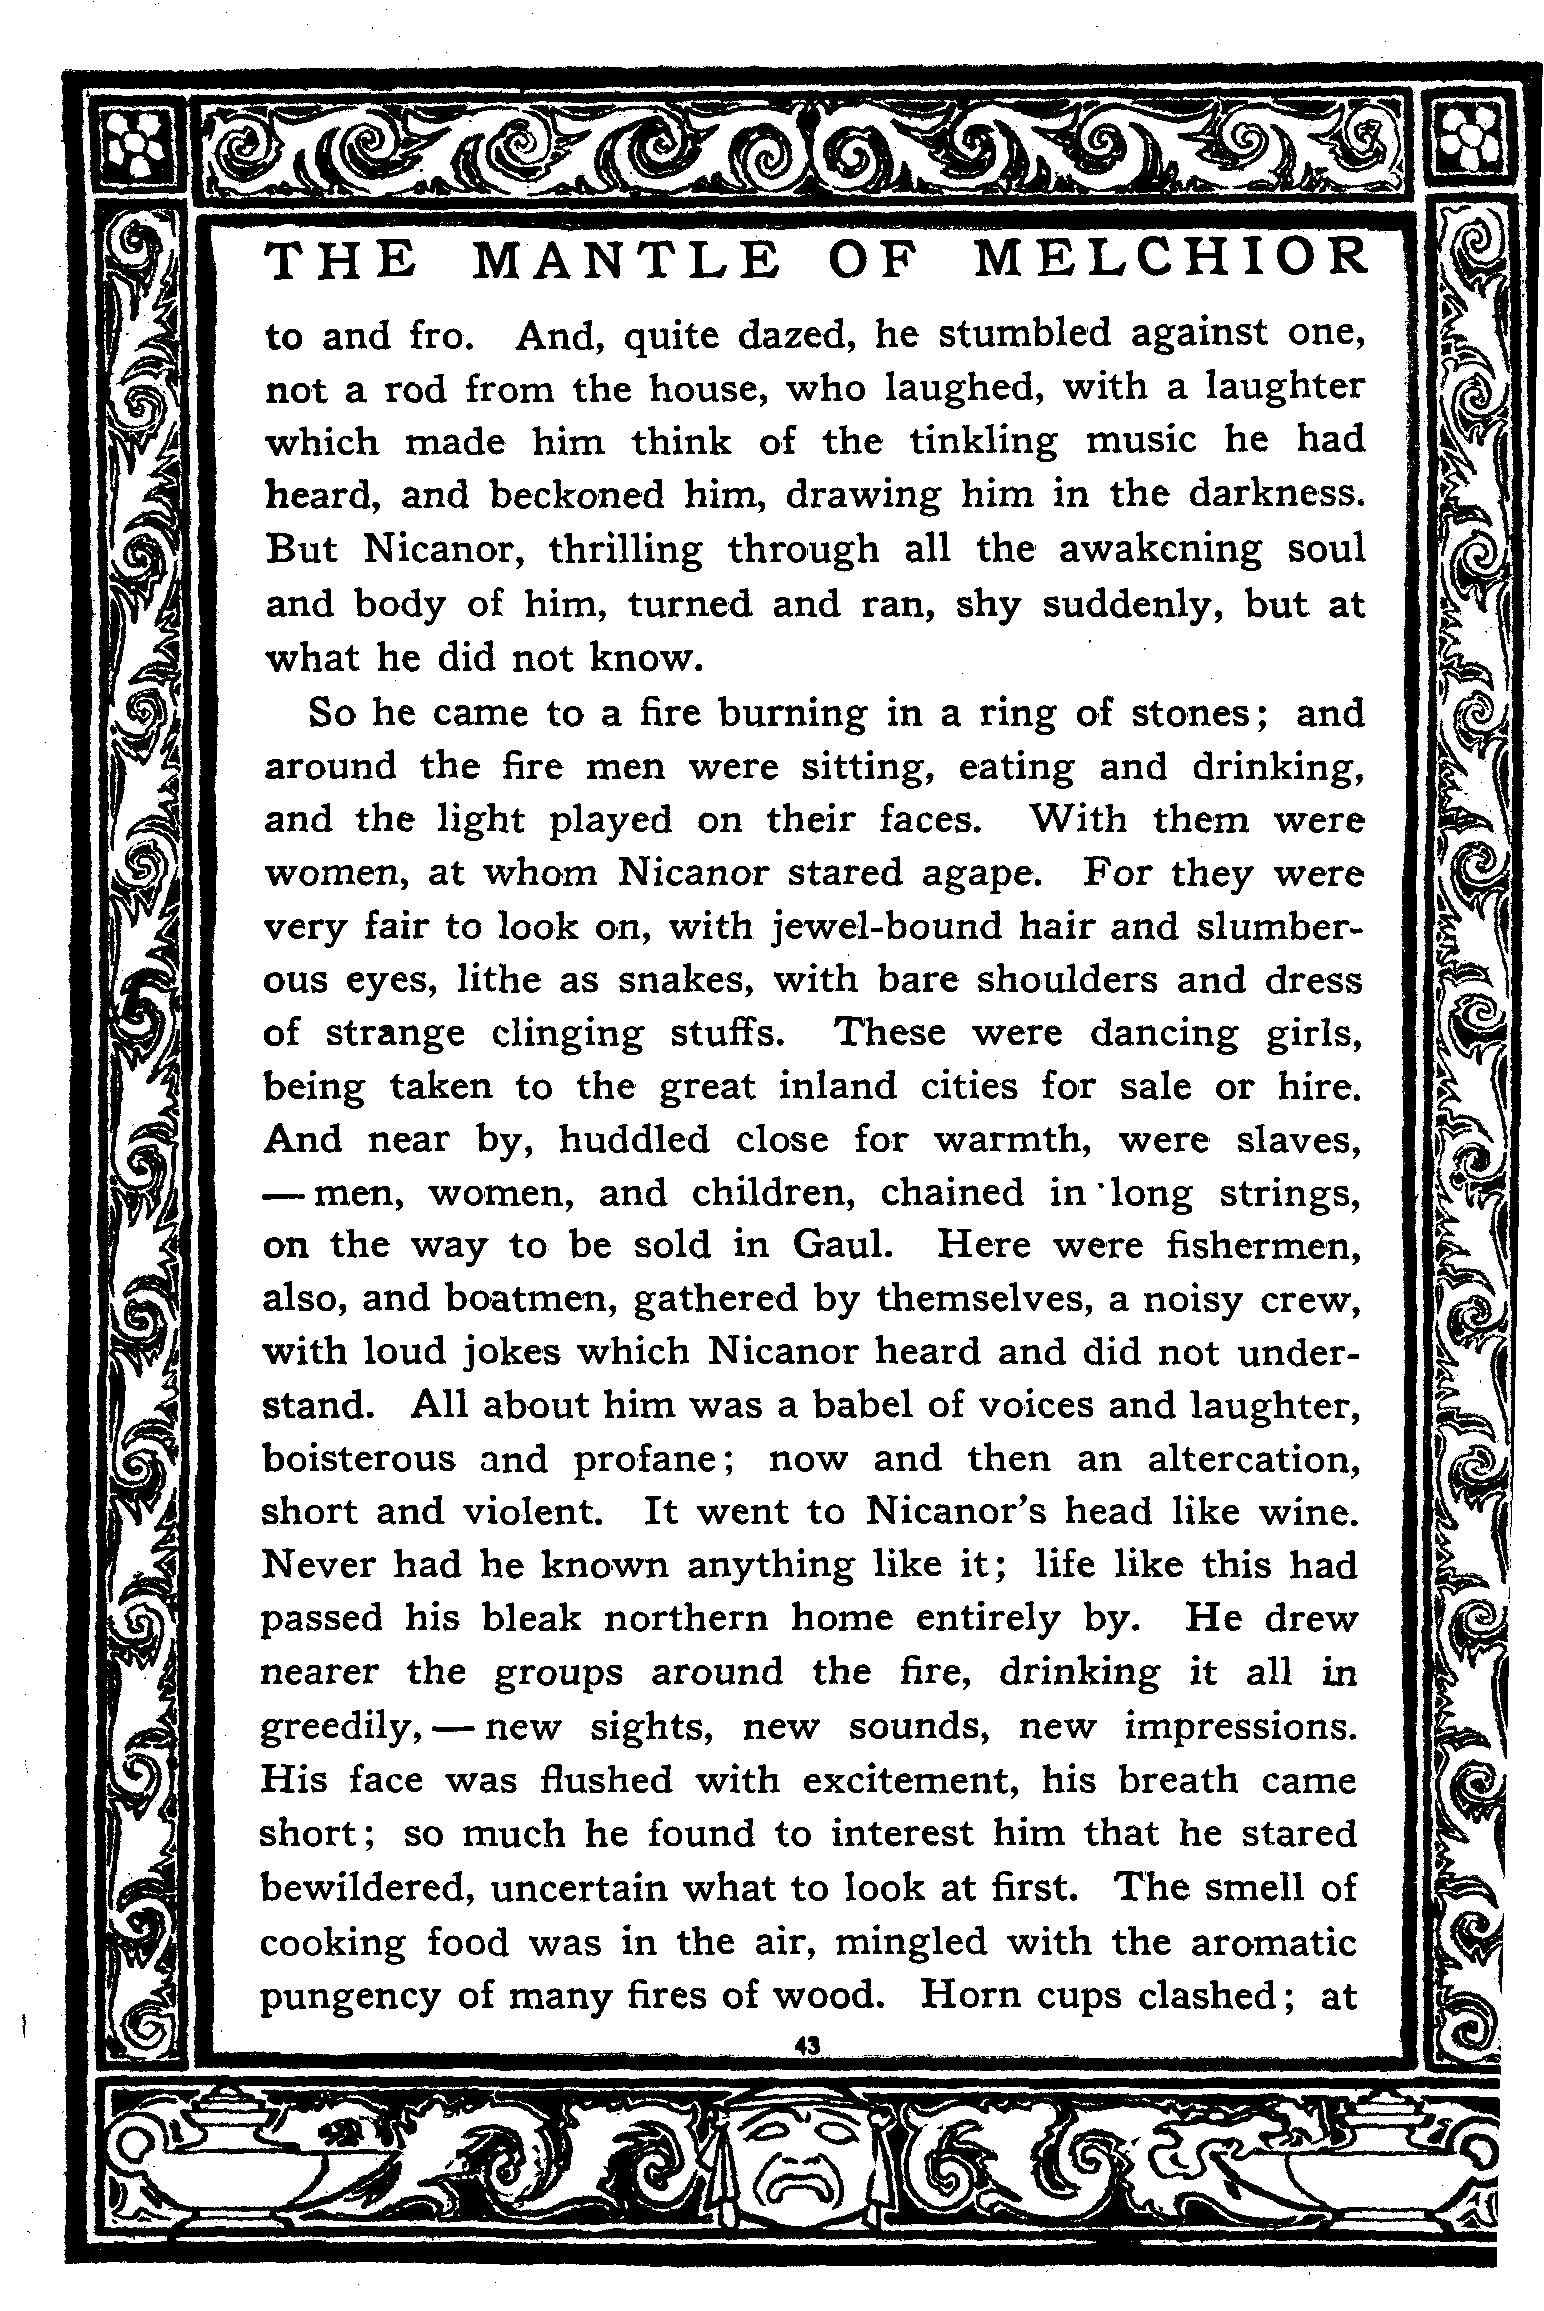 THE MANTLE OF MELCHIOR
to and fro. And, quite dazed, he stumbled against one,
not a rod from the house, who laughed, with a laughter
which made him think of the tinkling music he had
heard, and beckoned him, drawing him in the darkness.
But Nicanor, thrilling through all the awakening soul
and body of him, turned and ran, shy suddenly, but at
what he did not know.
So he came to a fire burning in a ring of stones; and
around the fire men were sitting, eating and drinking,
and the light played on their faces. With them were
women, at whom Nicanor stared agape. For they were
very fair to look on, with jewel-bound hair and slumber-
ous eyes, lithe as snakes, with bare shoulders and dress
of strange clinging stuffs. These were dancing girls,
being taken to the great inland cities for sale or hire.
And near by, huddled close for warmth, were slaves,
— men, women, and children, chained in long strings,
on the way to be sold in Gaul. Here were fishermen,
also, and boatmen, gathered by themselves, a noisy crew,
with loud jokes which Nicanor heard and did not under-
stand. All about him was a babel of voices and laughter,
boisterous and profane; now and then an altercation,
short and violent. It went to Nicanor's head like wine.
Never had he known anything like it; life like this had
passed his bleak northern home entirely by. He drew
nearer the groups around the fire, drinking it all in
greedily, — new sights, new sounds, new impressions.
His face was flushed with excitement, his breath came
short; so much he found to interest him that he stared
bewildered, uncertain what to look at first. The smell of
cooking food was in the air, mingled with the aromatic
pungency of many fires of wood. Horn cups clashed; at
43